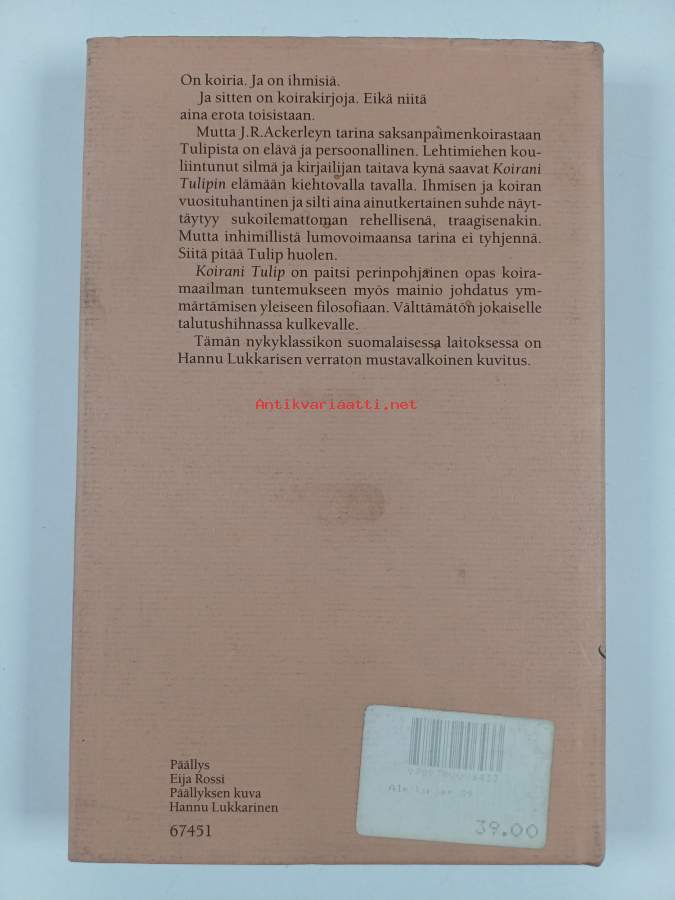 On koiria. Ja on ihmisiä.
Ja sitten on koirakirjoja. Eikä niitä
aina erota toisistaan.
Mutta J.R.Ackerleyn tarina saksanpaimenkoirastaan
Tulipista on elävä ja persoonallinen. Lehtimiehen kou-
liintunut silmä ja kirjailijan taitava kynä saavat Koirani
Tulipin elämään kiehtovalla tavalla. Ihmisen ja koiran
vuosituhantinen ja silti aina ainutkertainen suhde näyt-
täytyy sukoilemattoman rehellisenä, traagisenakin.
Mutta inhimillistä lumovoimaansa tarina ei tyhjennä.
Siitä pitää Tulip huolen.
Koirani Tulip on paitsi perinpohjainen opas koira-
maailman tuntemukseen myös mainio johdatus ym-
märtämisen yleiseen filosofiaan. Välttämätön jokaiselle
talutushihnassa kulkevalle.
Tämän nykyklassikon suomalaisessa laitoksessa on
Hannu Lukkarisen verraton mustavalkoinen kuvitus.
Antikvariaatti.net
Päällys
Eija Rossi
Päällyksen kuva
Hannu Lukkarinen
67451
39.00